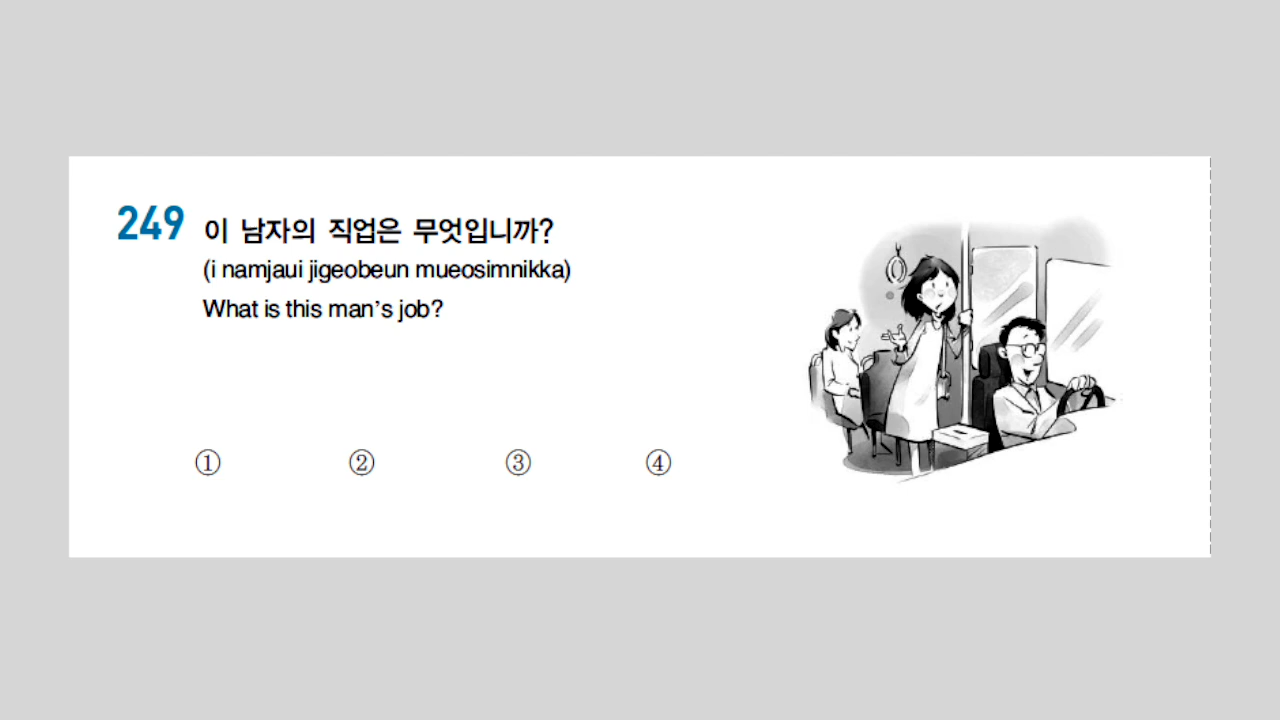 249 이 남자의 직업은 무엇입니까?
(i namjaui jigeobeun mueosimnikka)
What is this man's job?
① ② ③ ④